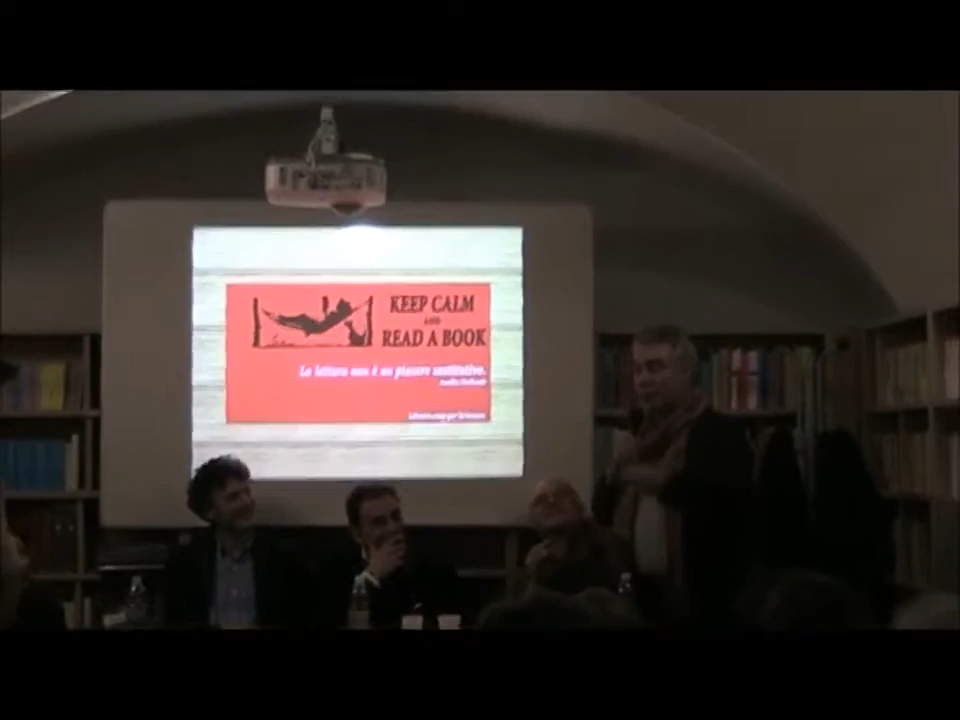 KEEP CALM
AND
READ A BOOK
La lettura non è un piacere sostitutivo.